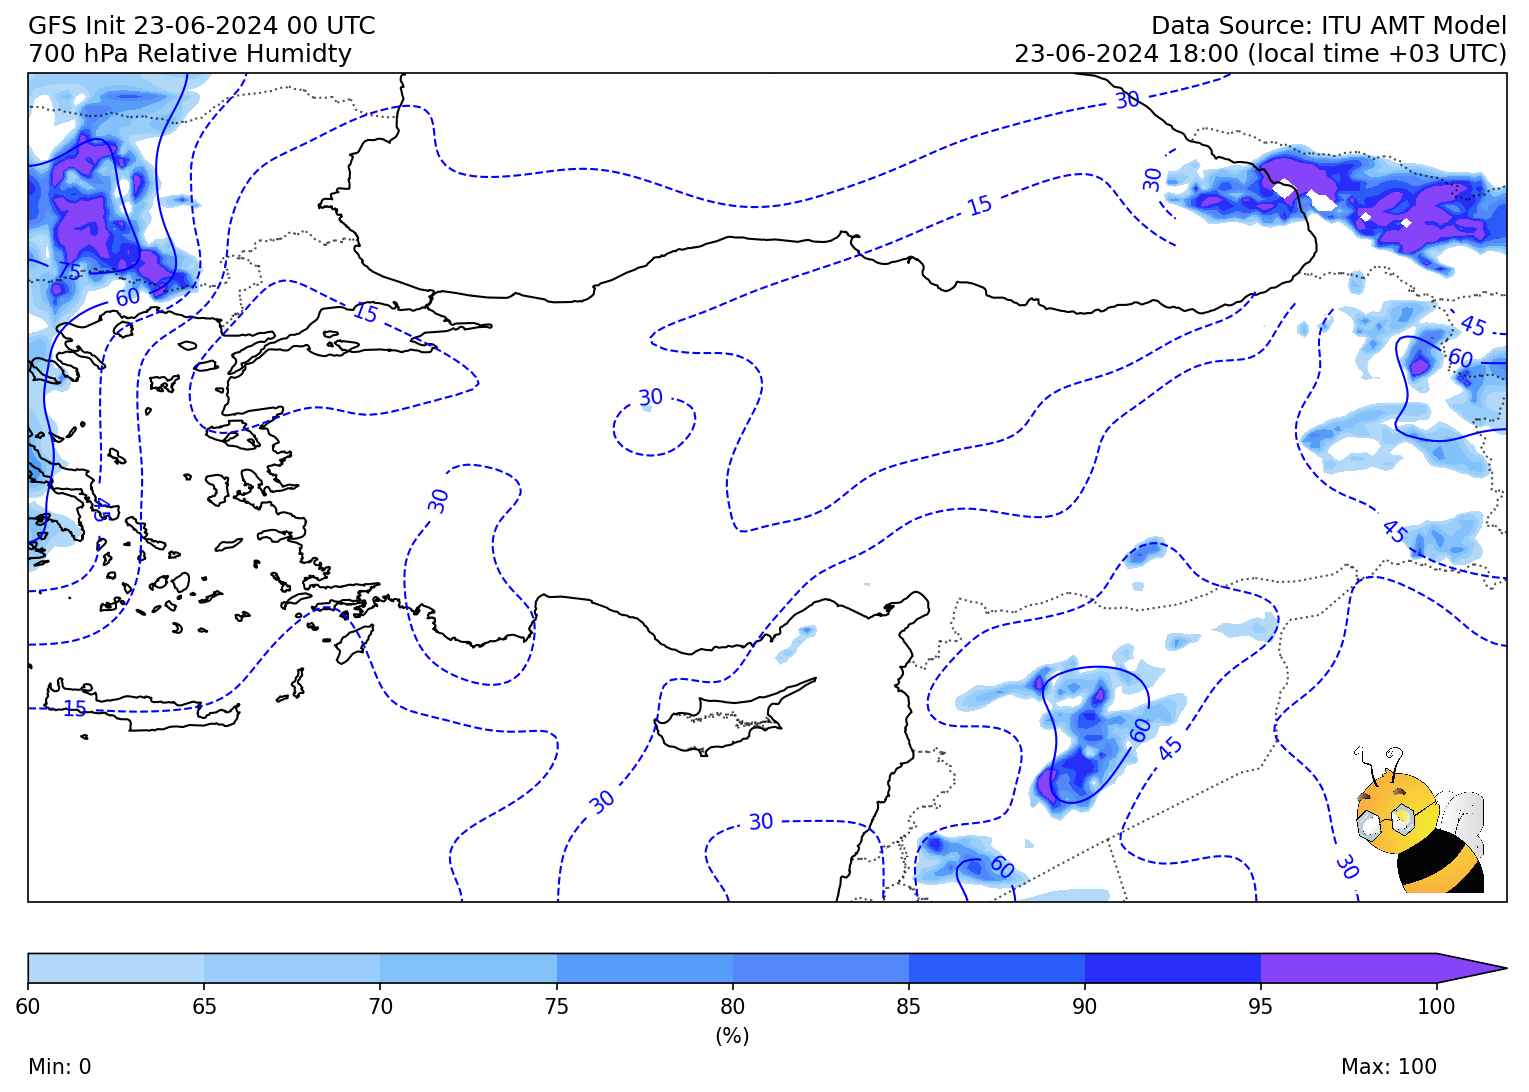 GFS Init 23-06-2024 00 UTC
Data Source: ITU AMT Model
700 hPa Relative Humidty
23-06-2024 18:00 (local time +03 UTC)
30
30
15
75
60
15
45
60
30
30
45
45
15
60
45
30
30
60
30
60 65 70 75 80 85 90 95 100
(%)
Min: 0
Max: 100